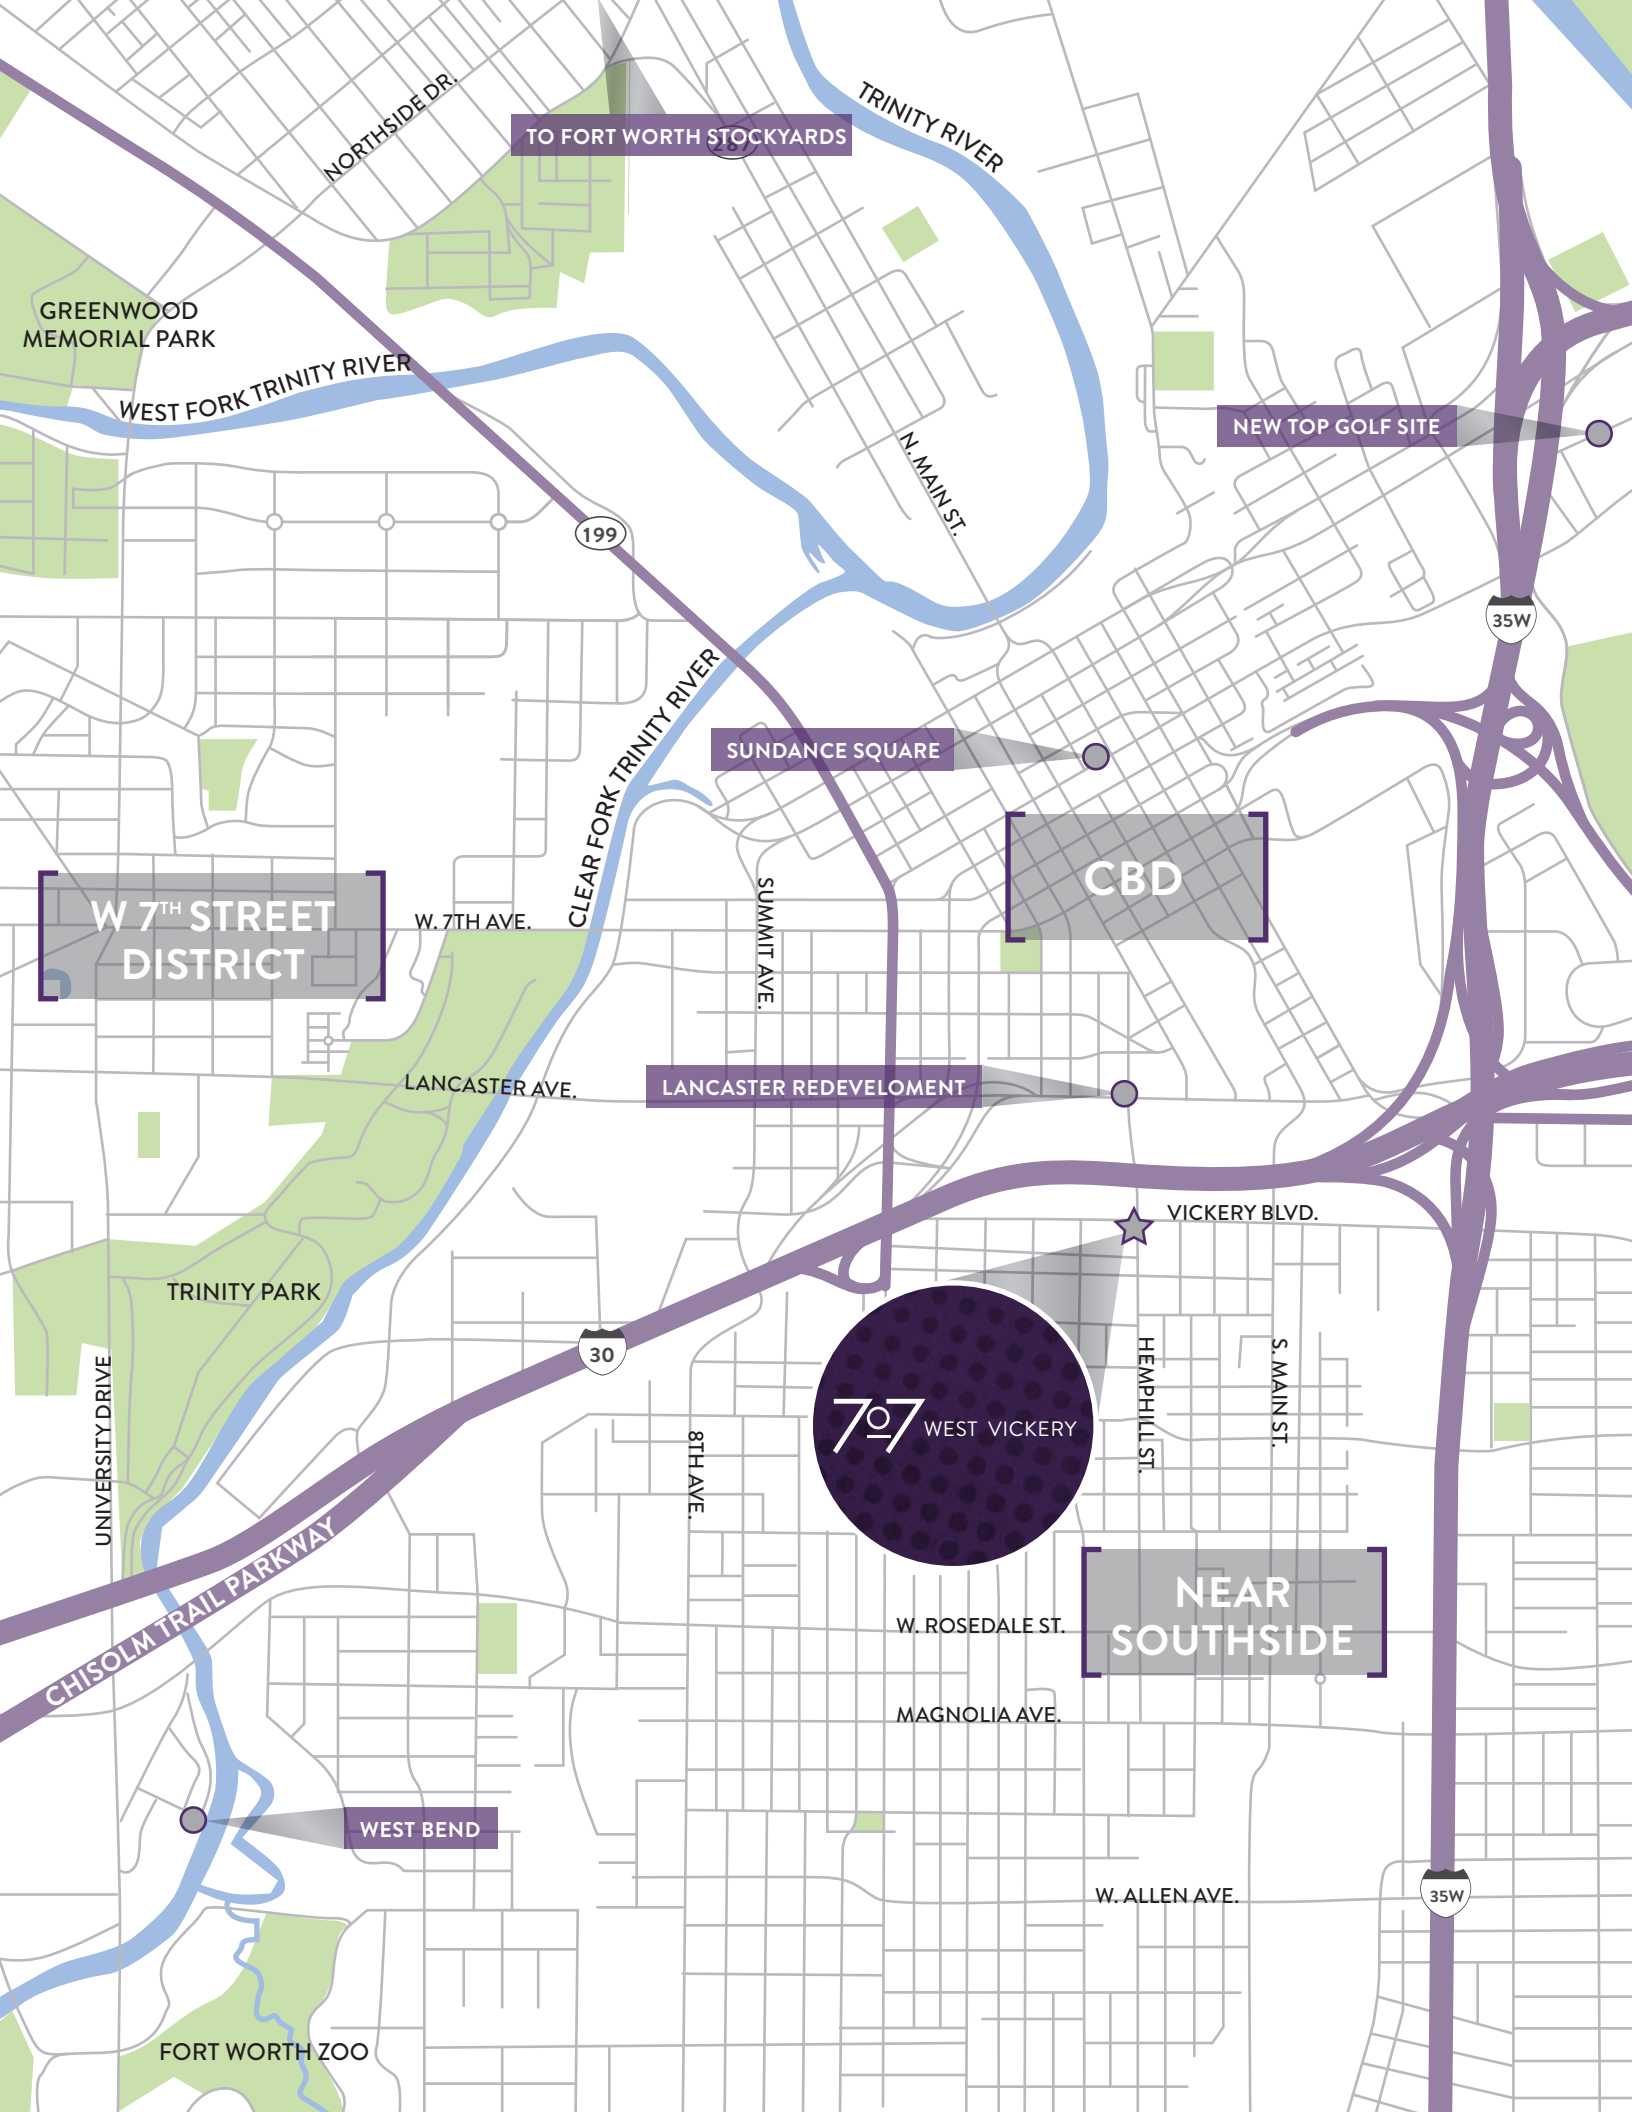 NORTHSIDE DR.
TRINITY RIVER
TO FORT WORTH STOCKYARDS
287
GREENWOOD
MEMORIAL PARK
WEST FORK TRINITY RIVER
NEW TOP GOLF SITE
N. MAIN ST.
199
35W
CLEAR FORK TRINITY RIVER
SUNDANCE SQUARE
CBD
W 7TH STREET
DISTRICT
W. 7TH AVE.
SUMMIT AVE.
LANCASTER AVE.
LANCASTER REDEVELOMENT
VICKERY BLVD.
TRINITY PARK
30
UNIVERSITY DRIVE
8TH AVE.
707 WEST VICKERY
HEMPHILL ST.
S. MAIN ST.
CHISOLM TRAIL PARKWAY
NEAR
SOUTHSIDE
W. ROSEDALE ST.
MAGNOLIA AVE.
WEST BEND
W. ALLEN AVE.
35W
FORT WORTH ZOO